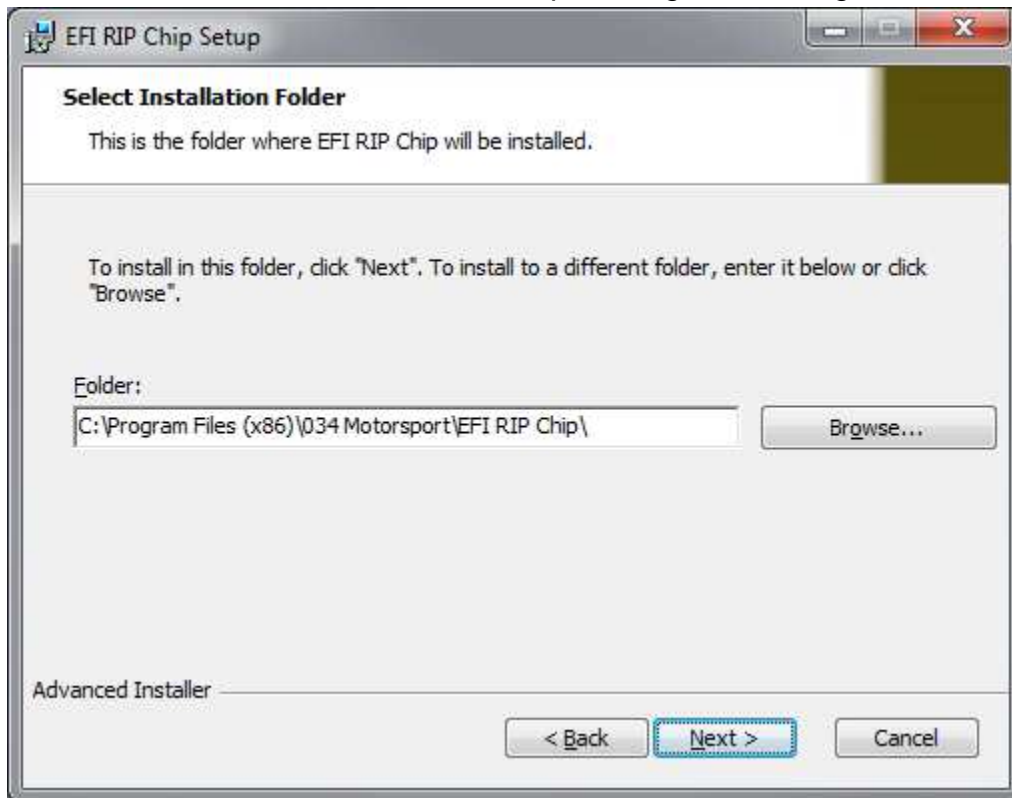 EFI RIP Chip Setup
Select Installation Folder
This is the folder where EFI RIP Chip will be installed.
To install in this folder, click "Next". To install to a different folder, enter it below or click
"Browse".
Folder:
C:\Program Files (x86)\034 Motorsport\EFI RIP Chip\
Browse...
Advanced Installer
< Back Next > Cancel